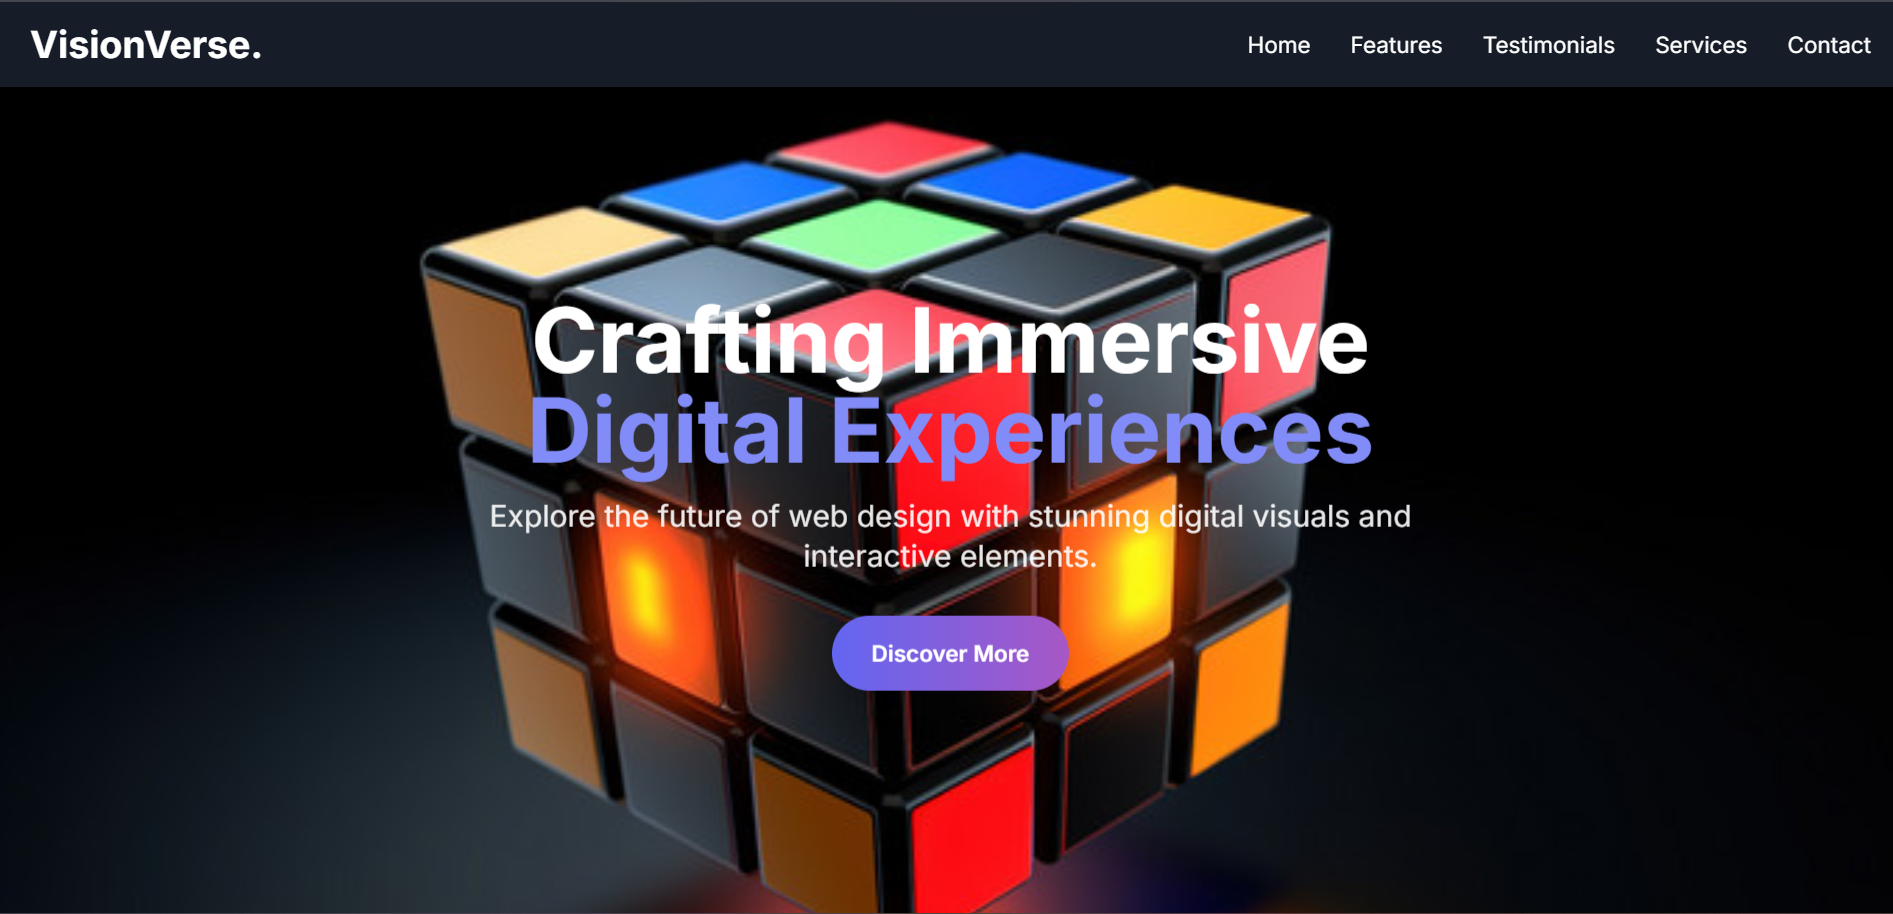 VisionVerse.
Home Features Testimonials Services Contact
Crafting Immersive
Digital Experiences
Explore the future of web design with stunning digital visuals and
interactive elements.
Discover More